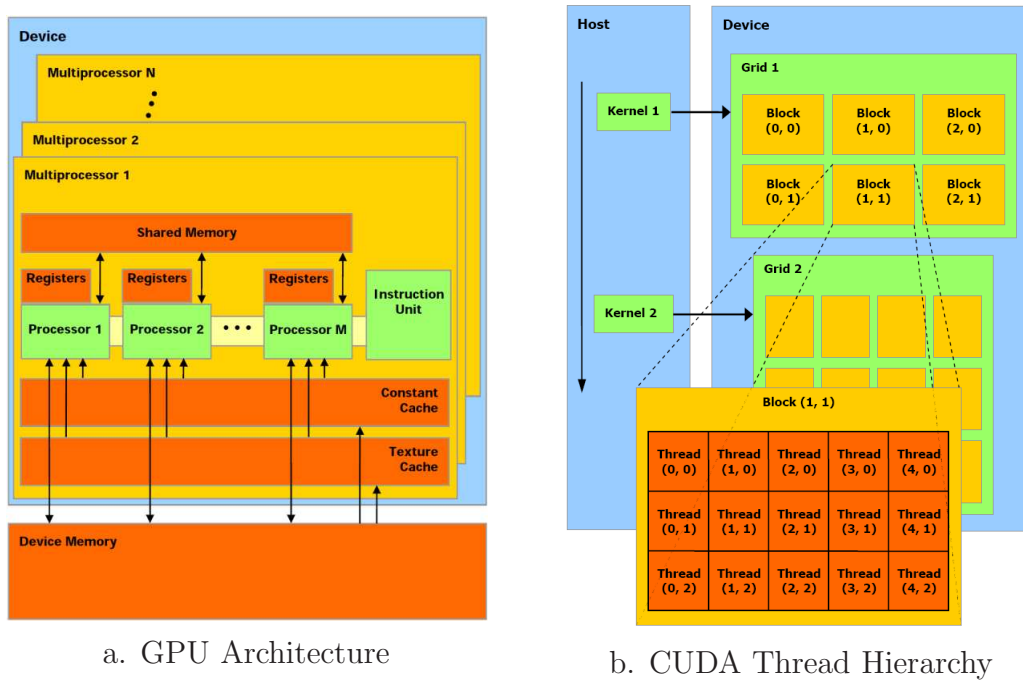 Device
Multiprocessor N
Multiprocessor 2
Multiprocessor 1
Shared Memory
Registers
Registers
Registers
Instruction
Unit
Processor 1
Processor 2
Processor M
Constant
Cache
Texture
Cache
Device Memory
a. GPU Architecture
Host
Device
Grid 1
Kernel 1
Block
(0, 0)
Block
(1, 0)
Block
(2, 0)
Block
(0, 1)
Block
(1, 1)
Block
(2, 1)
Grid 2
Kernel 2
Block (1, 1)
Thread
(0, 0)
Thread
(1, 0)
Thread
(2, 0)
Thread
(3, 0)
Thread
(4, 0)
Thread
(0, 1)
Thread
(1, 1)
Thread
(2, 1)
Thread
(3, 1)
Thread
(4, 1)
Thread
(0, 2)
Thread
(1, 2)
Thread
(2, 2)
Thread
(3, 2)
Thread
(4, 2)
b. CUDA Thread Hierarchy